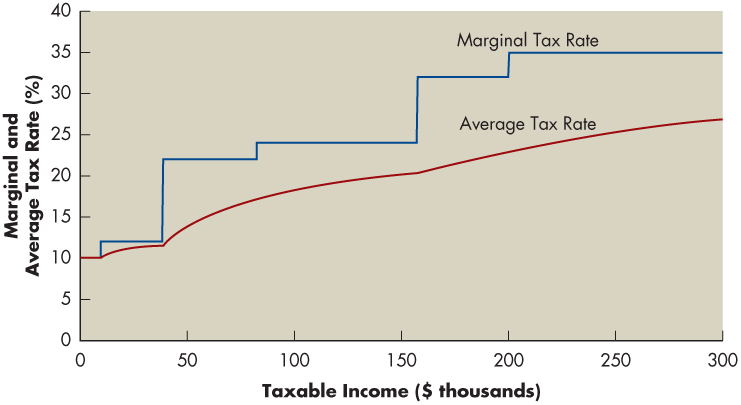 Marginal and
Average Tax Rate (%)
40
35
30
25
20
15
10
5
0
Marginal Tax Rate
Average Tax Rate
0 50 100 150 200 250 300
Taxable Income ($ thousands)